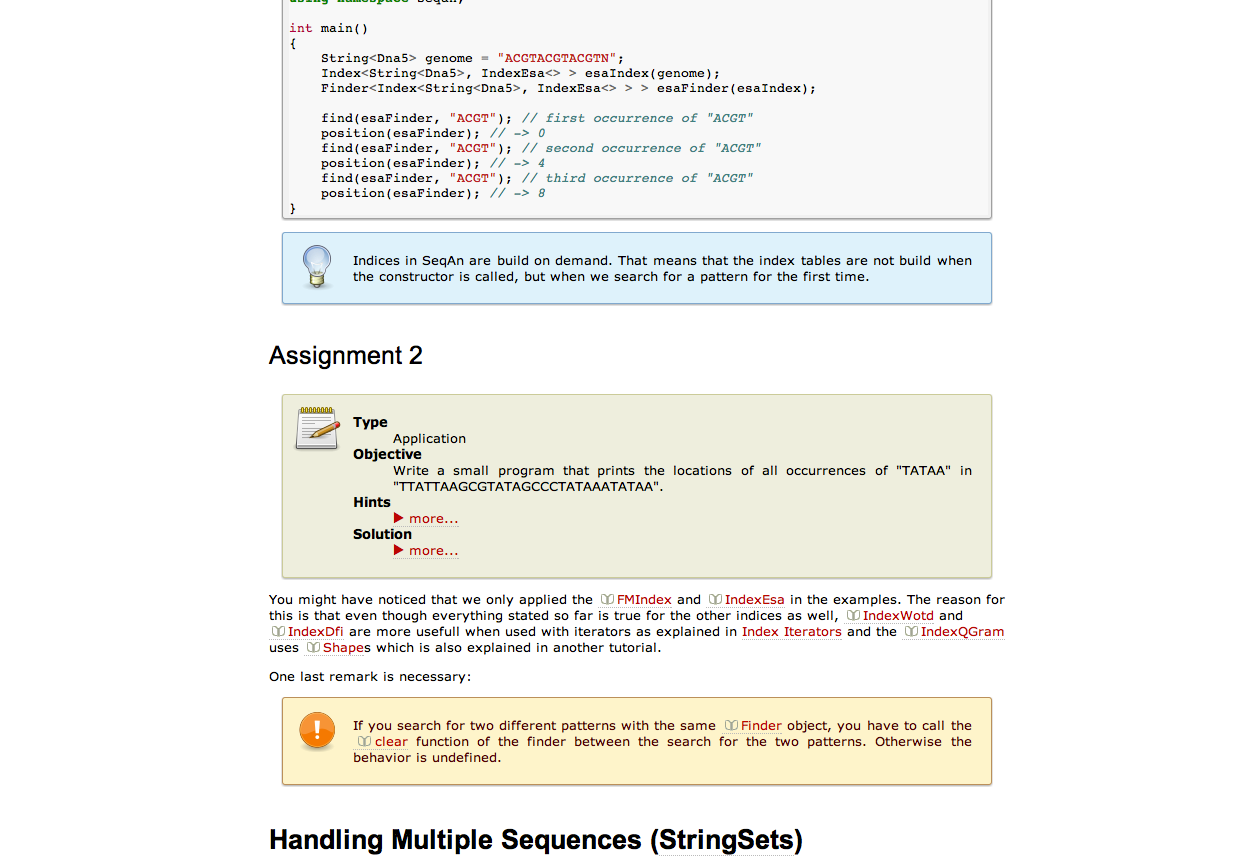 using namespace seqan;
int main()
{
String<Dna5> genome = "ACGTACGTACGTN";
Index<String<Dna5>, IndexEsa<> > esaIndex(genome);
Finder<Index<String<Dna5>, IndexEsa<> > > esaFinder(esaIndex);
find(esaFinder, "ACGT"); // first occurrence of "ACGT"
position(esaFinder); // -> 0
find(esaFinder, "ACGT"); // second occurrence of "ACGT"
position(esaFinder); // -> 4
find(esaFinder, "ACGT"); // third occurrence of "ACGT"
position(esaFinder); // -> 8
}
Indices in SeqAn are build on demand. That means that the index tables are not build when
the constructor is called, but when we search for a pattern for the first time.
Assignment 2
Type
Application
Objective
Write a small program that prints the locations of all occurrences of "TATAA" in
"TTATTAAGCGTATAGCCCTATAAATATAA".
Hints
more...
Solution
more...
You might have noticed that we only applied the FMIndex and IndexEsa in the examples. The reason for
this is that even though everything stated so far is true for the other indices as well, IndexWotd and
IndexDfi are more usefull when used with iterators as explained in Index Iterators and the IndexQGram
uses Shapes which is also explained in another tutorial.
One last remark is necessary:
If you search for two different patterns with the same Finder object, you have to call the
clear function of the finder between the search for the two patterns. Otherwise the
behavior is undefined.
Handling Multiple Sequences (StringSets)